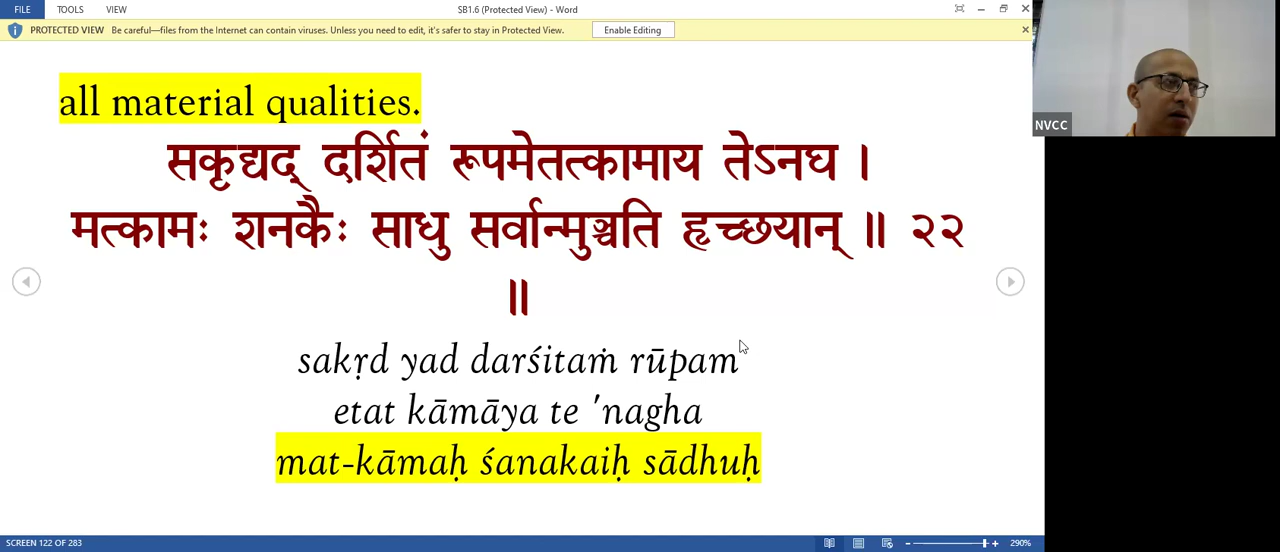 FILE TOOLS VIEW SB1.6 (Protected View) - Word
PROTECTED VIEW Be careful—files from the Internet can contain viruses. Unless you need to edit, it's safer to stay in Protected View. Enable Editing
all material qualities.
सकृद्यद् दर्शितं रूपमेतत्कामाय तेऽनघ ।
मत्कामः शनकैः साधु सर्वान्मुञ्चति हृच्छयान् ॥ २२
॥
sakṛd yad darśitaṁ rūpam
etat kāmāya te 'nagha
mat-kāmaḥ śanakaiḥ sādhuḥ
NVCC
SCREEN 122 OF 283 290%